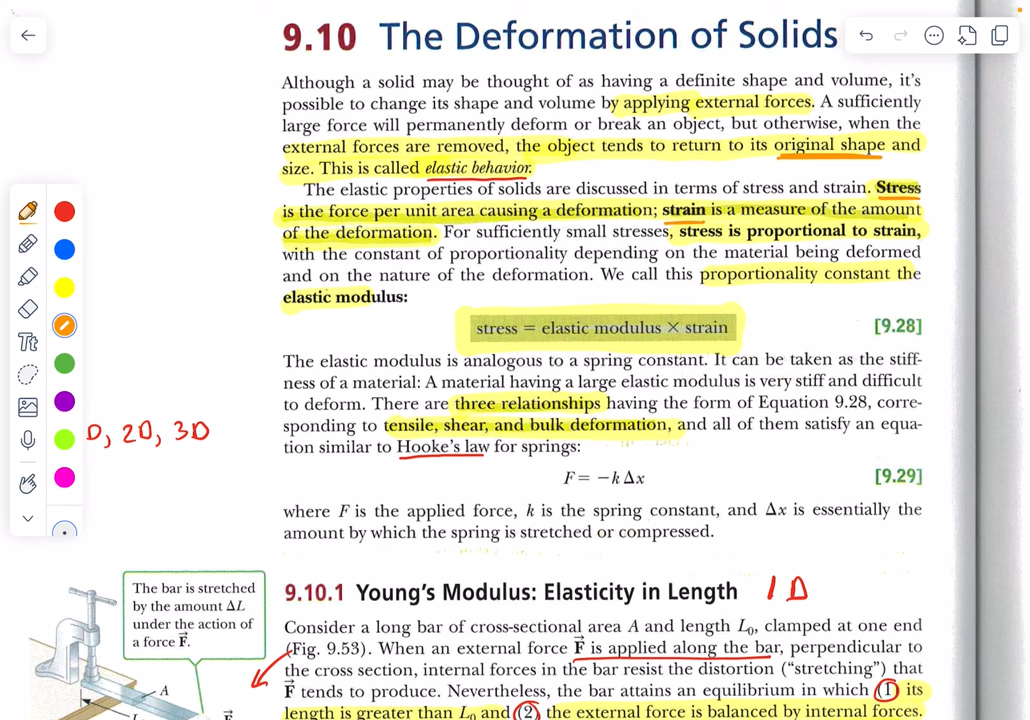 9.10 The Deformation of Solids
Although a solid may be thought of as having a definite shape and volume, it's
possible to change its shape and volume by applying external forces. A sufficiently
large force will permanently deform or break an object, but otherwise, when the
external forces are removed, the object tends to return to its original shape and
size. This is called elastic behavior.
The elastic properties of solids are discussed in terms of stress and strain. Stress
is the force per unit area causing a deformation; strain is a measure of the amount
of the deformation. For sufficiently small stresses, stress is proportional to strain,
with the constant of proportionality depending on the material being deformed
and on the nature of the deformation. We call this proportionality constant the
elastic modulus:
stress = elastic modulus × strain [9.28]
The elastic modulus is analogous to a spring constant. It can be taken as the stiff-
ness of a material: A material having a large elastic modulus is very stiff and difficult
to deform. There are three relationships having the form of Equation 9.28, corre-
sponding to tensile, shear, and bulk deformation, and all of them satisfy an equa-
tion similar to Hooke's law for springs:
Tt
D, 2D, 3D
F = −k Δx [9.29]
where F is the applied force, k is the spring constant, and Δx is essentially the
amount by which the spring is stretched or compressed.
9.10.1 Young's Modulus: Elasticity in Length 1D
The bar is stretched
by the amount ΔL
under the action of
a force F⃗.
Consider a long bar of cross-sectional area A and length L₀, clamped at one end
(Fig. 9.53). When an external force F⃗ is applied along the bar, perpendicular to
the cross section, internal forces in the bar resist the distortion ("stretching") that
F⃗ tends to produce. Nevertheless, the bar attains an equilibrium in which (1) its
length is greater than L₀ and (2) the external force is balanced by internal forces.
A